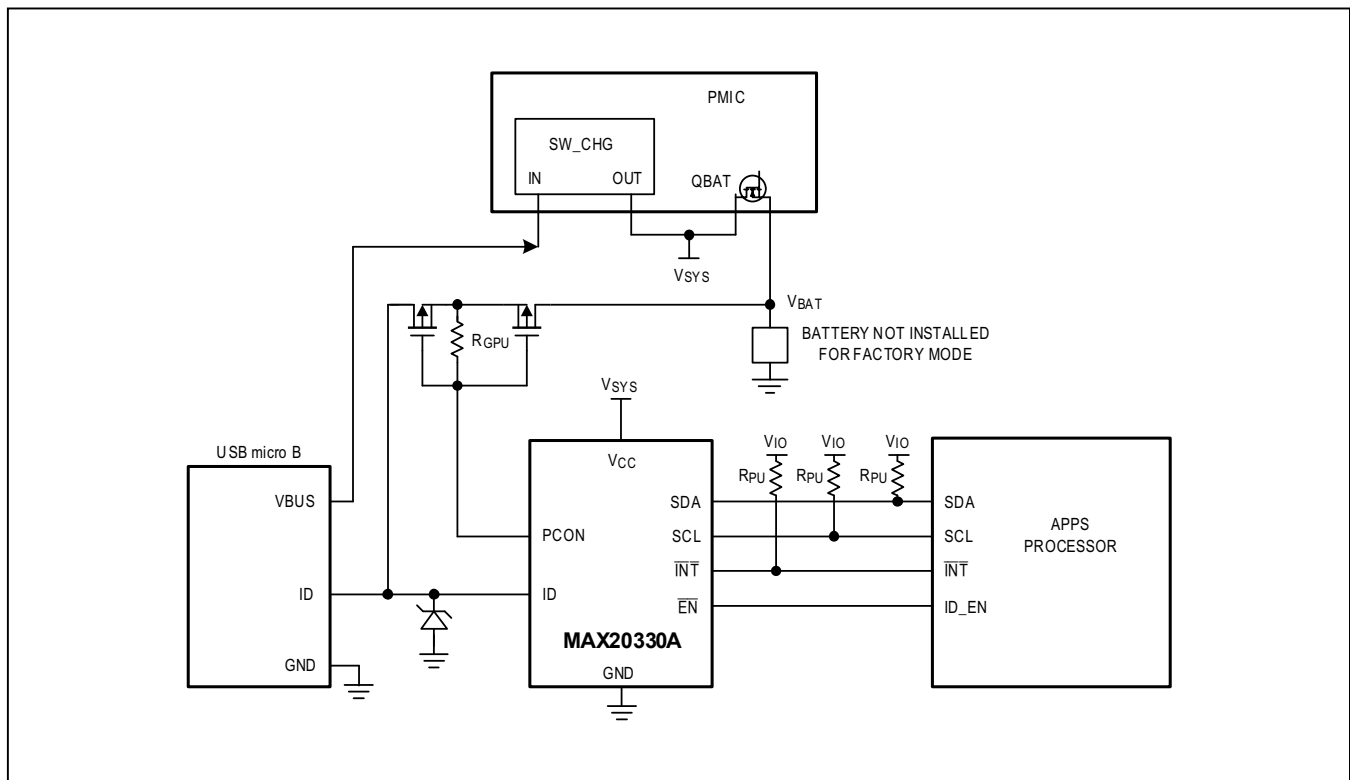 PMIC
SW_CHG
IN
OUT
QBAT
VSYS
VBAT
RGPU
BATTERY NOT INSTALLED
FOR FACTORY MODE
VSYS
USB micro B
VCC
VIO
VIO
VIO
RPU
RPU
RPU
VBUS
SDA
SDA
APPS
PROCESSOR
PCON
SCL
SCL
INT
INT
ID
ID
EN
ID_EN
MAX20330A
GND
GND